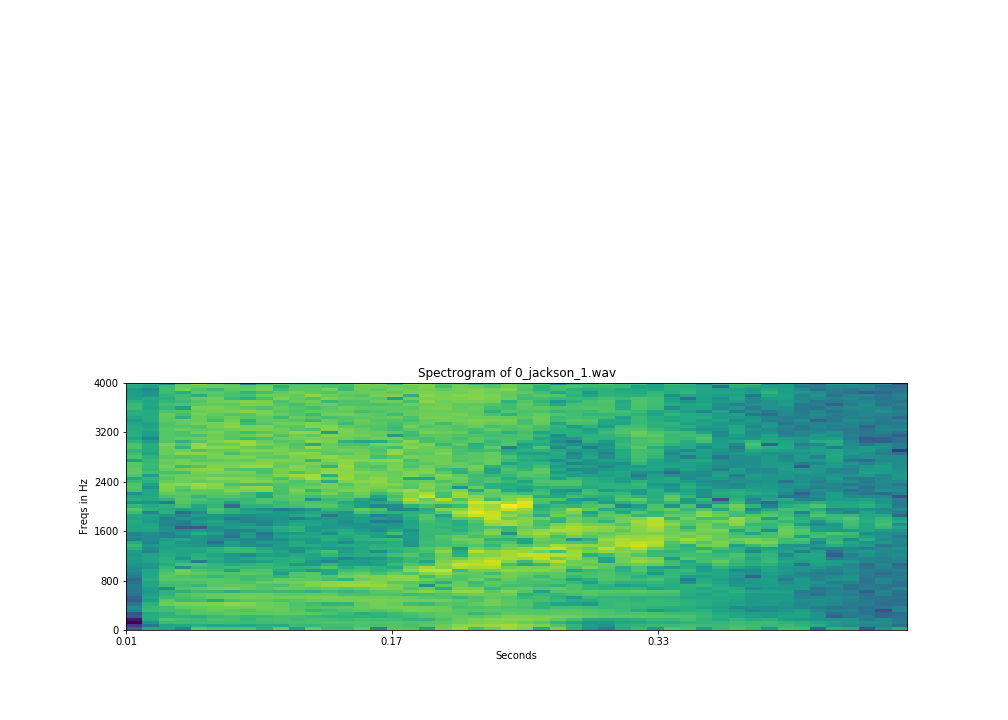 Spectrogram of 0_jackson_1.wav
4000
3200
2400
1600
800
0
Freqs in Hz
0.01 0.17 0.33
Seconds